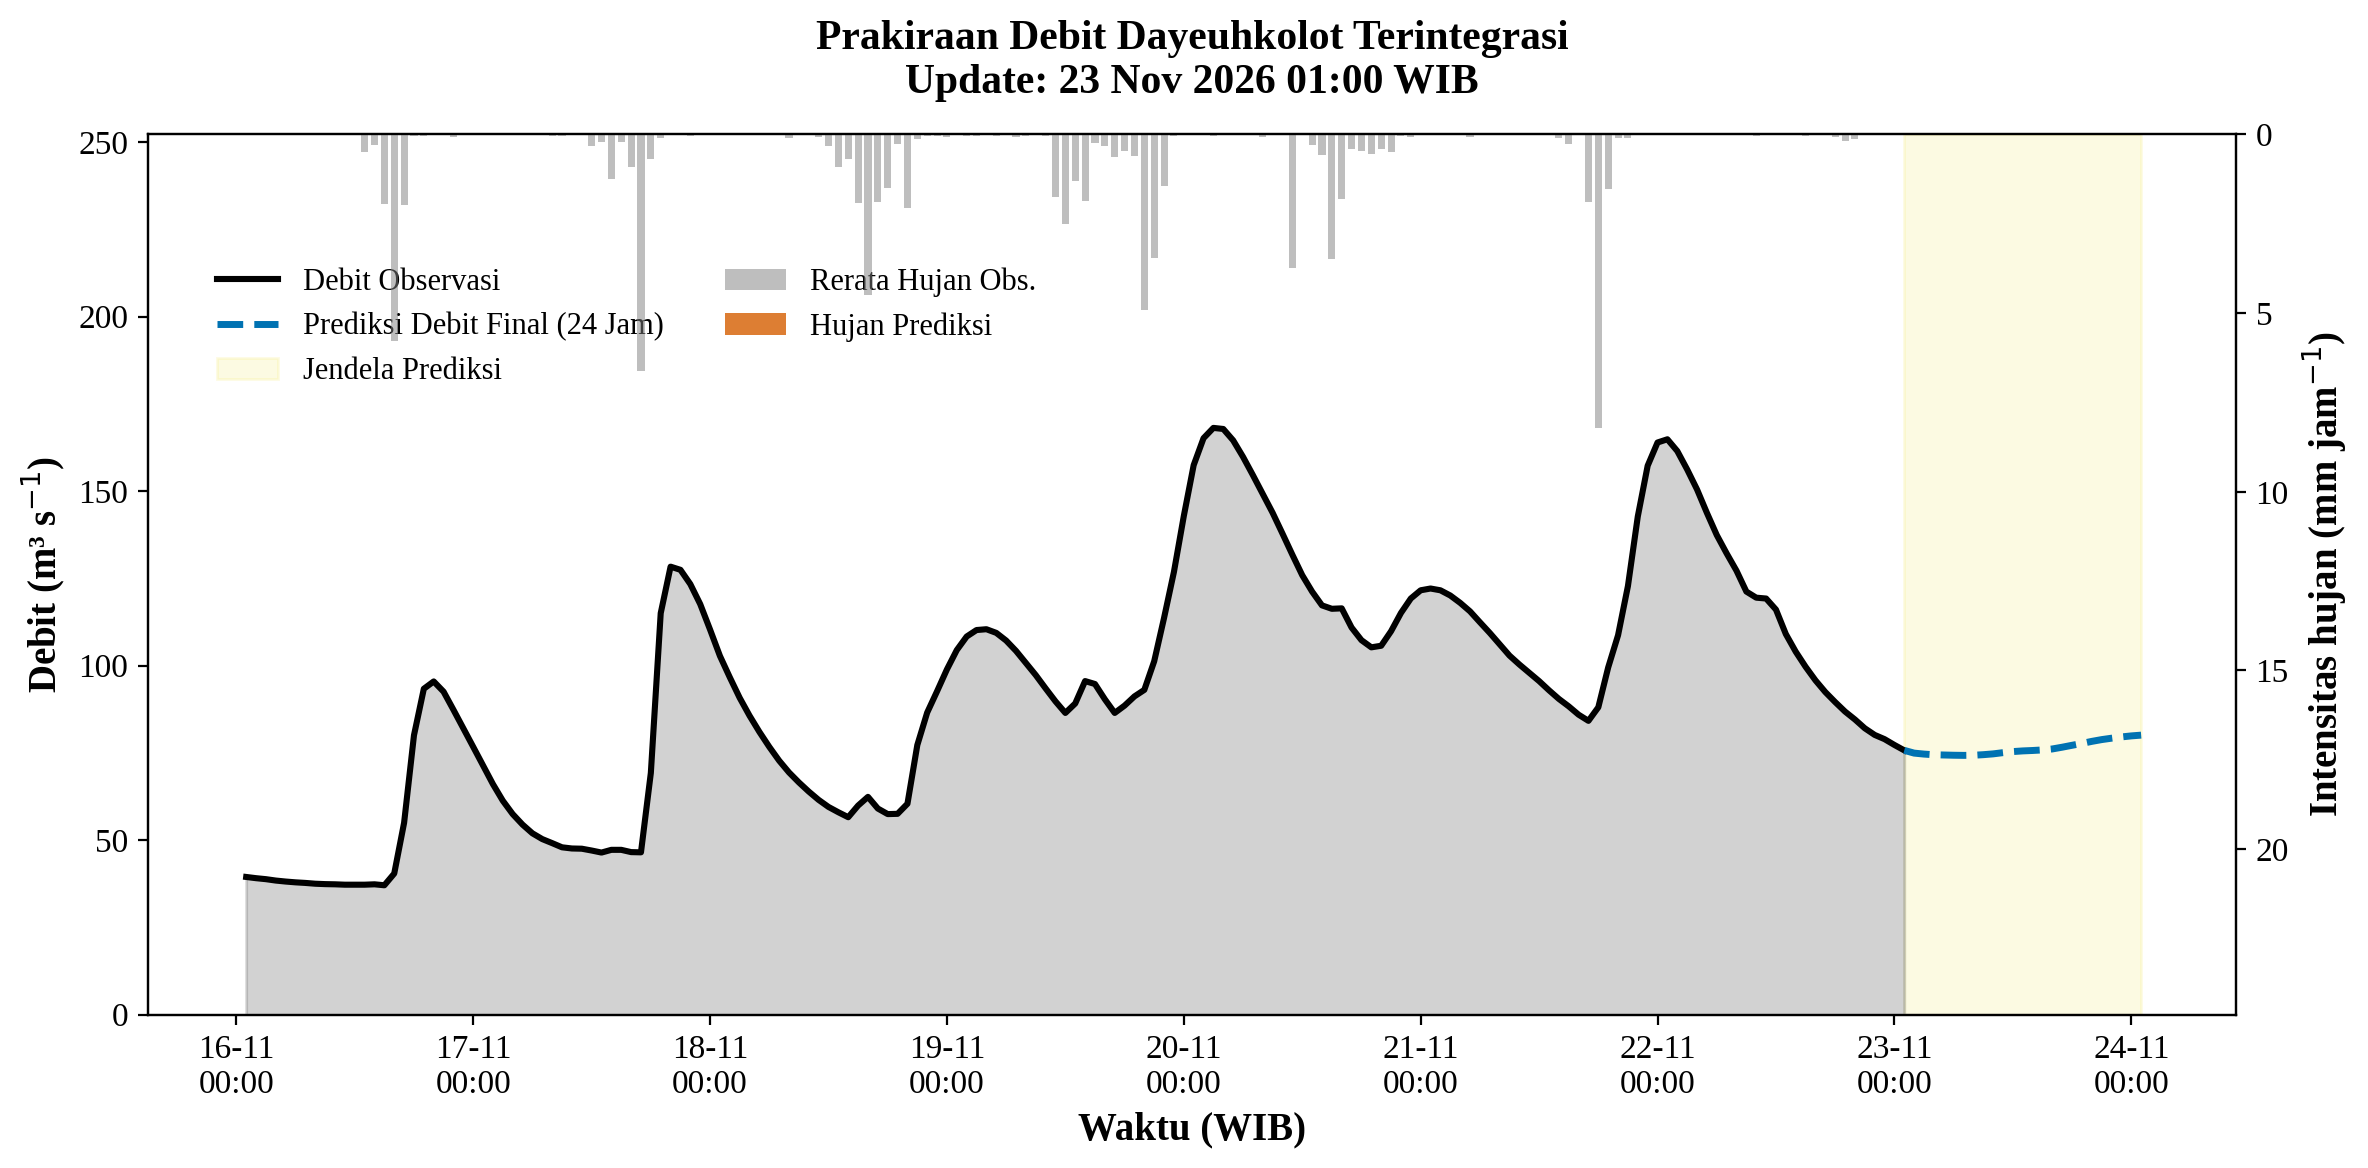 Prakiraan Debit Dayeuhkolot Terintegrasi
Update: 23 Nov 2026 01:00 WIB
Debit (m³ s⁻¹)
250
200
150
100
50
0
Debit Observasi
Prediksi Debit Final (24 Jam)
Jendela Prediksi
Rerata Hujan Obs.
Hujan Prediksi
0
5
10
15
20
Intensitas hujan (mm jam⁻¹)
16-11
00:00
17-11
00:00
18-11
00:00
19-11
00:00
20-11
00:00
21-11
00:00
22-11
00:00
23-11
00:00
24-11
00:00
Waktu (WIB)